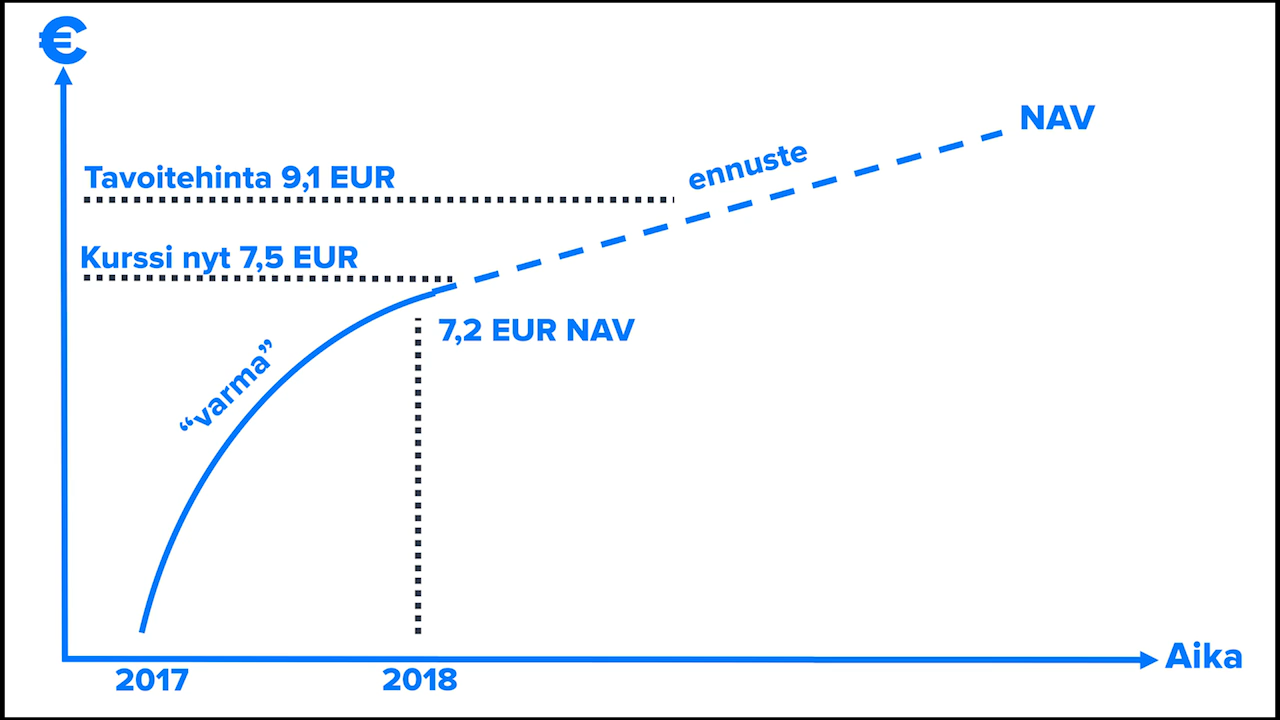 €
NAV
ennuste
Tavoitehinta 9,1 EUR
Kurssi nyt 7,5 EUR
7,2 EUR NAV
“varma”
Aika
2017
2018